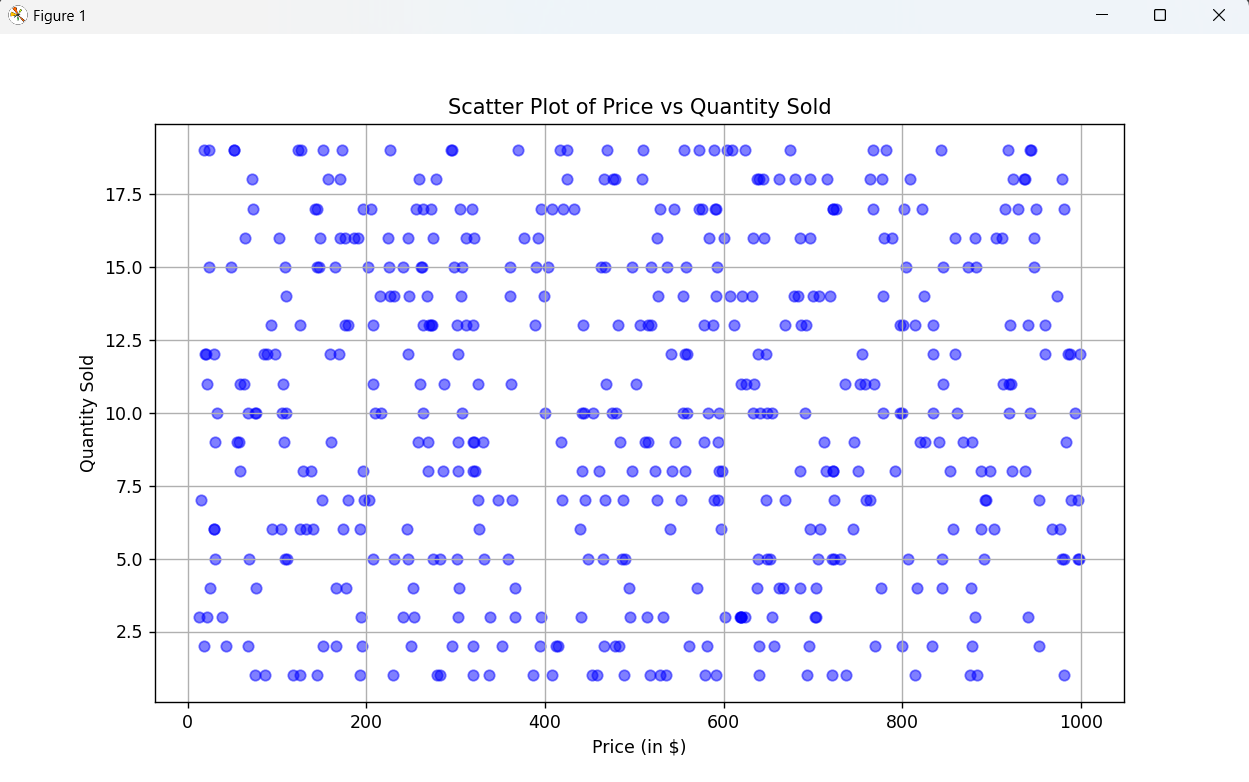 Figure 1
Scatter Plot of Price vs Quantity Sold
Quantity Sold
17.5
15.0
12.5
10.0
7.5
5.0
2.5
0 200 400 600 800 1000
Price (in $)